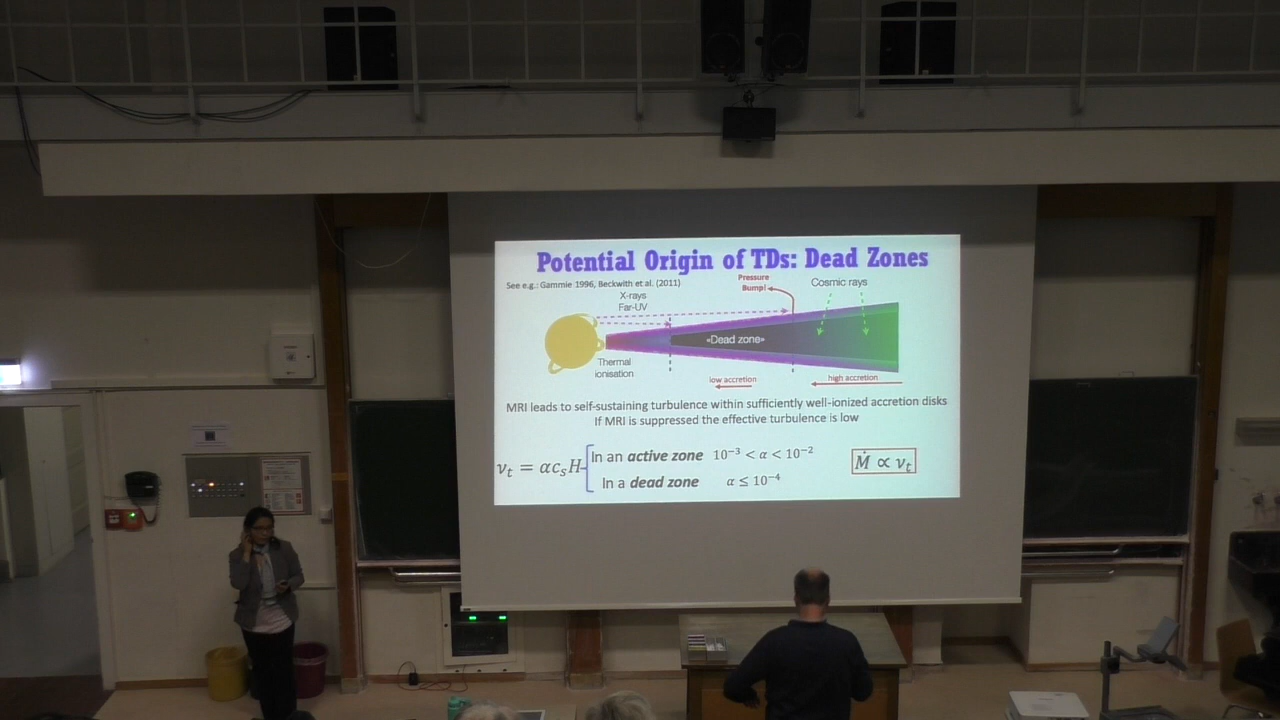 Potential Origin of TDs: Dead Zones
See e.g.: Gammie 1996, Beckwith et al. (2011)
X-rays
Far-UV
Pressure
Bump!
Cosmic rays
«Dead zone»
Thermal
ionisation
low accretion
high accretion
MRI leads to self-sustaining turbulence within sufficiently well-ionized accretion disks
If MRI is suppressed the effective turbulence is low
νₜ = αcₛH
In an active zone 10⁻³ < α < 10⁻²
In a dead zone α ≤ 10⁻⁴
Ṁ ∝ νₜ